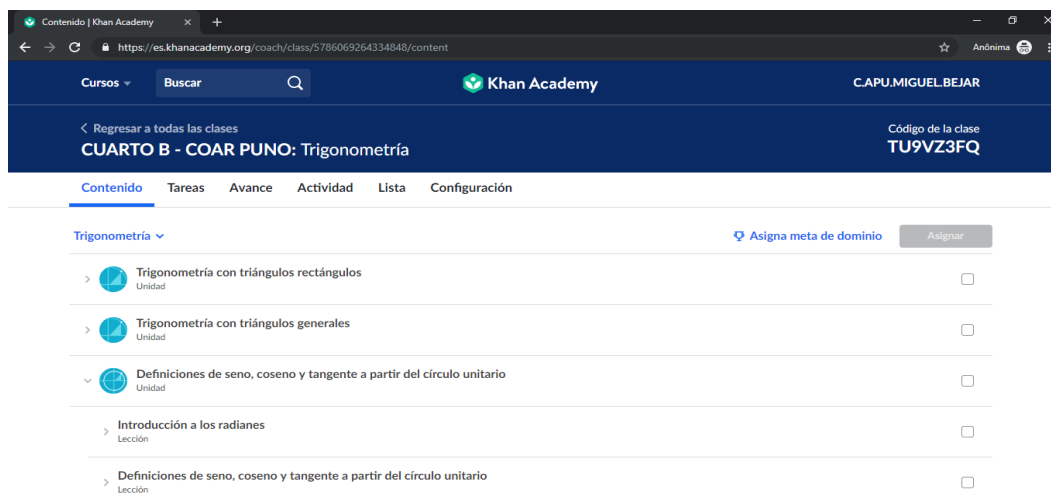 Contenido | Khan Academy
https://es.khanacademy.org/coach/class/5786069264334848/content
Anónima
Cursos
Buscar
Khan Academy
C.APU.MIGUEL.BEJAR
Regresar a todas las clases
Código de la clase
CUARTO B - COAR PUNO: Trigonometría
TU9VZ3FQ
Contenido Tareas Avance Actividad Lista Configuración
Trigonometría
Asigna meta de dominio
Asignar
Trigonometría con triángulos rectángulos
Unidad
Trigonometría con triángulos generales
Unidad
Definiciones de seno, coseno y tangente a partir del círculo unitario
Unidad
Introducción a los radianes
Lección
Definiciones de seno, coseno y tangente a partir del círculo unitario
Lección